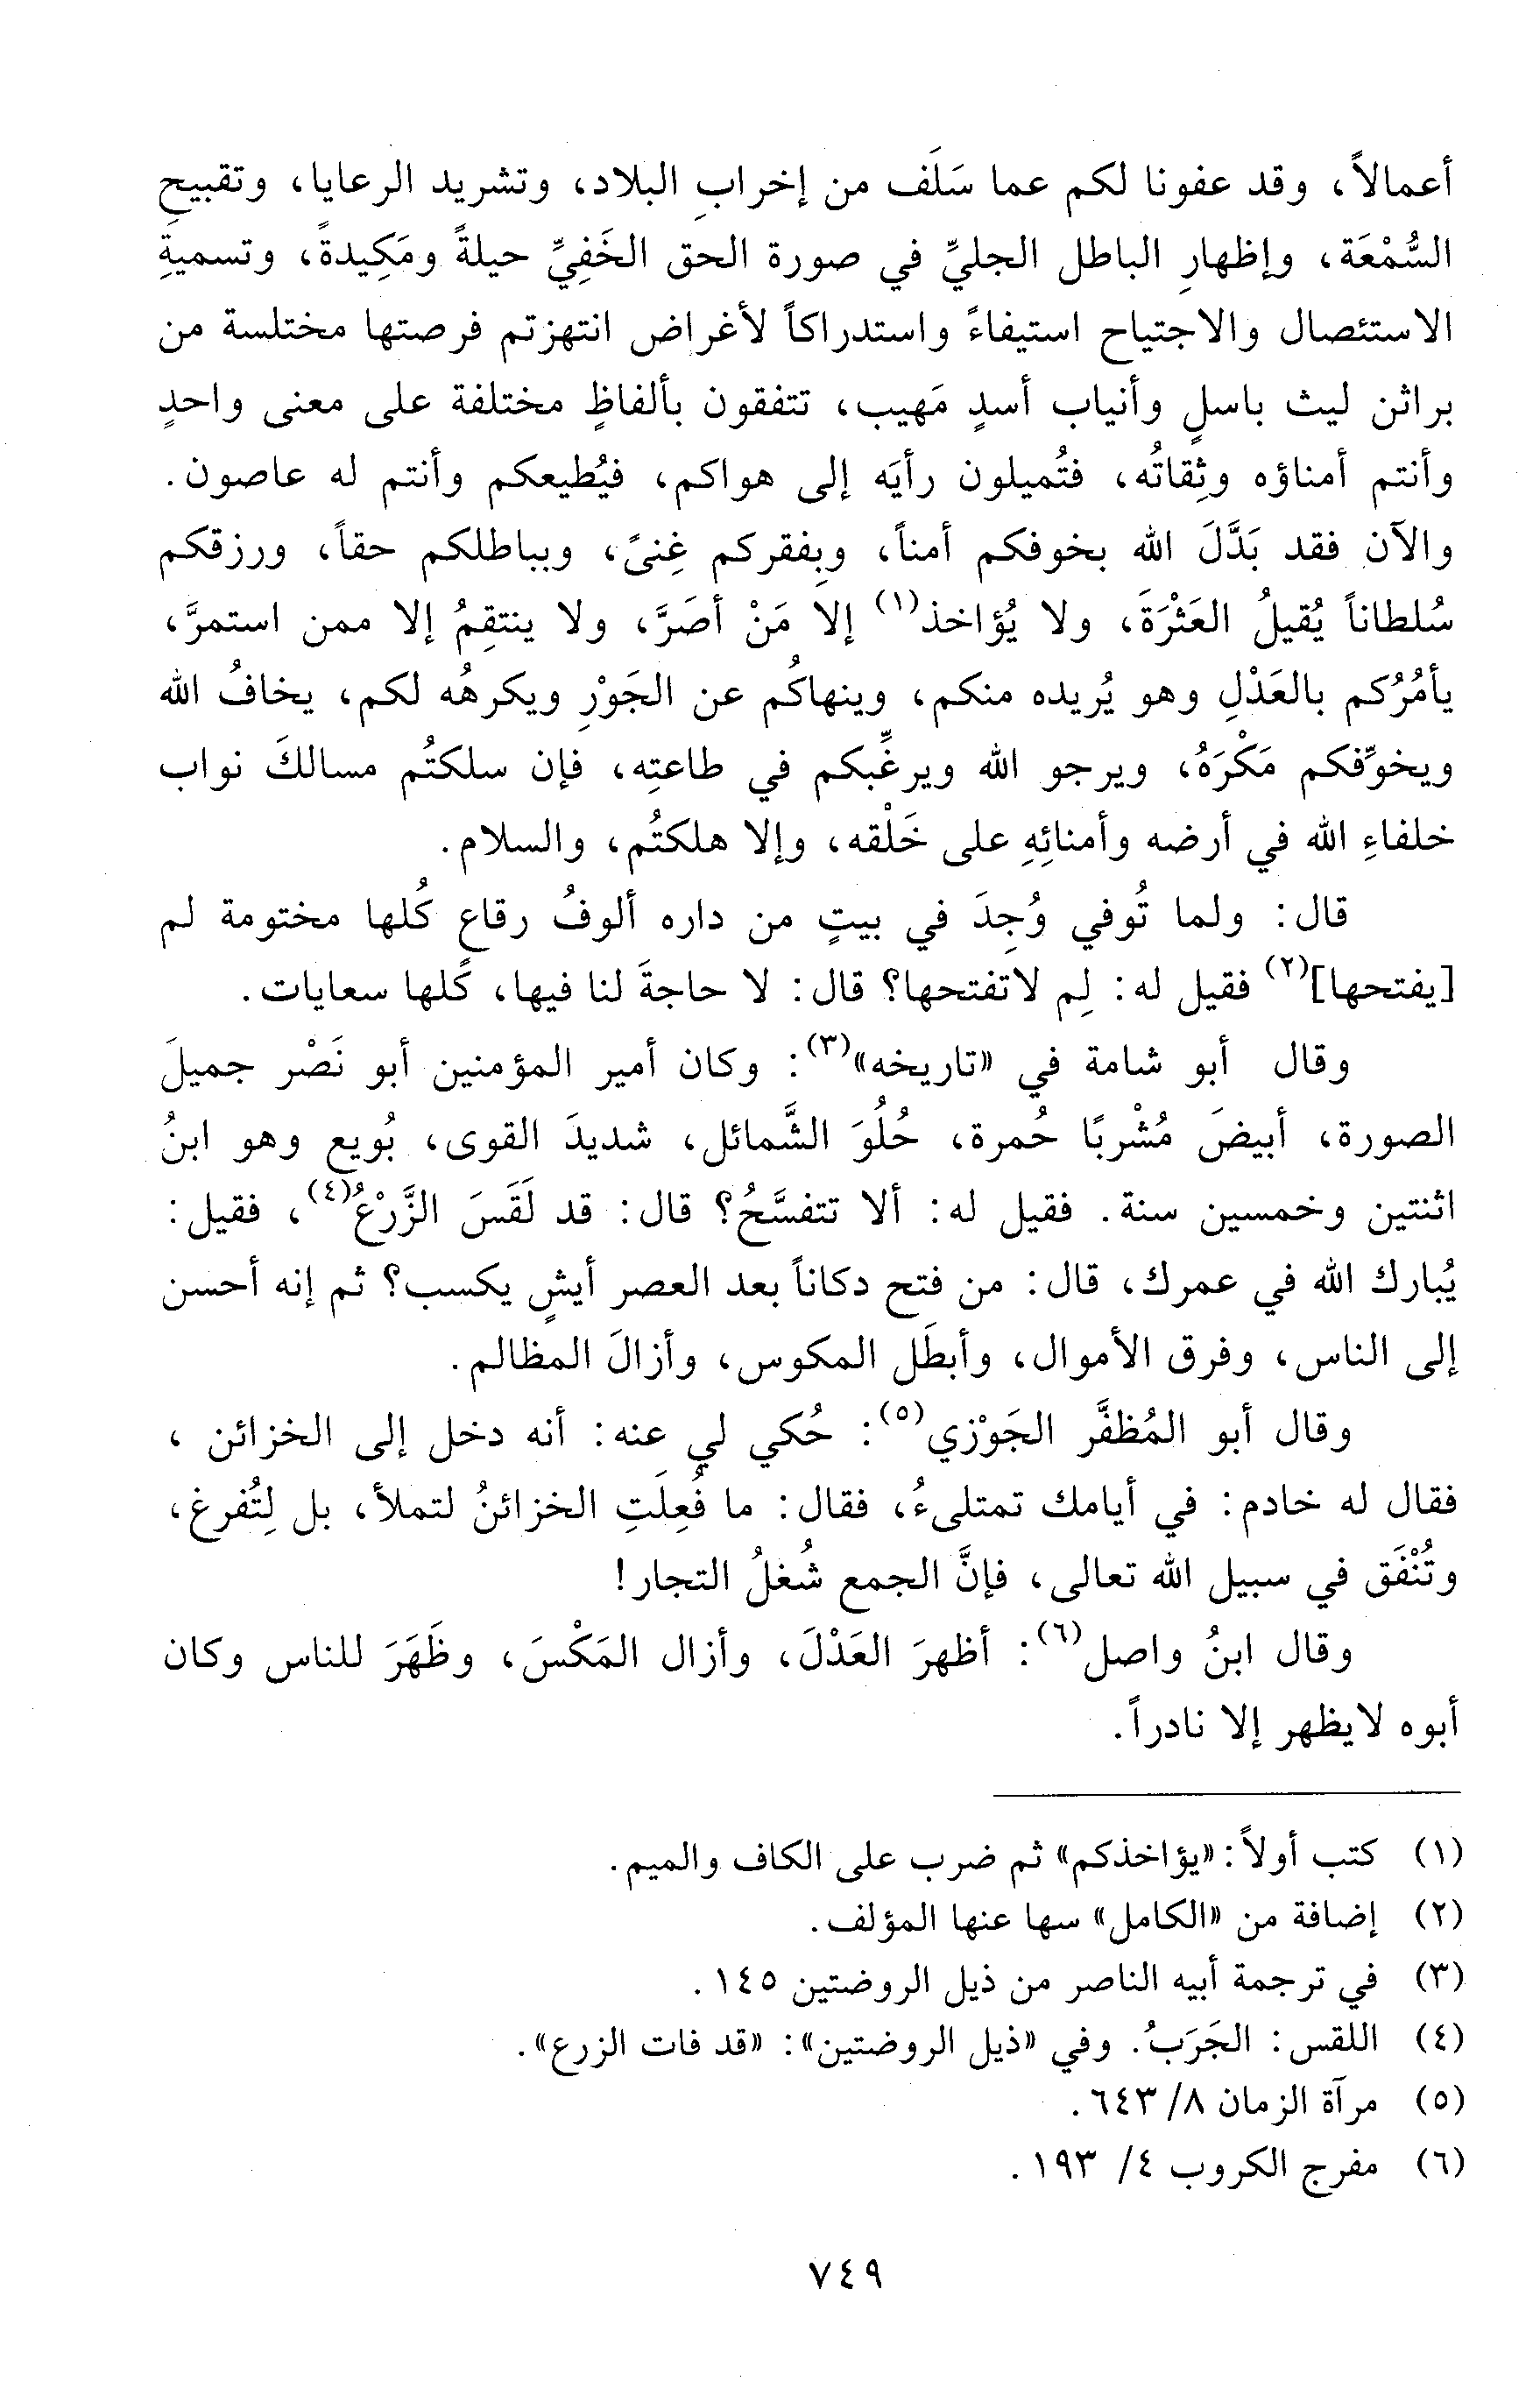 أعمالاً، وقد عفونا لكم عما سَلَف من إخرابِ البلاد، وتشريد الرعايا، وتقبيحِ
السُّمْعَة، وإظهارِ الباطل الجليِّ في صورة الحق الخَفِيِّ حيلةً ومَكِيدةً، وتسميةِ
الاستئصال والاجتياح استيفاءً واستدراكاً لأغراض انتهزتم فرصتها مختلسة من
براثن ليث باسلٍ وأنياب أسدٍ مَهيب، تتفقون بألفاظٍ مختلفة على معنى واحدٍ
وأنتم أمناؤه وثِقاتُه، فتُميلون رأيَه إلى هواكم، فيُطيعكم وأنتم له عاصون.
والآن فقد بَدَّلَ الله بخوفكم أمناً، وبِفقركم غِنىً، وبباطلكم حقاً، ورزقكم
سُلطاناً يُقيلُ العَثْرَةَ، ولا يُؤاخذ(١) إلا مَنْ أصَرَّ، ولا ينتقِمُ إلا ممن استمرَّ،
يأمُرُكم بالعَدْلِ وهو يُريده منكم، وينهاكُم عن الجَوْرِ ويكرهُه لكم، يخافُ الله
ويخوِّفكم مَكْرَهُ، ويرجو الله ويرغِّبكم في طاعتِه، فإن سلكتُم مسالكَ نواب
خلفاءِ الله في أرضه وأمنائِهِ على خَلْقه، وإلا هلكتُم، والسلام.
قال: ولما تُوفي وُجِدَ في بيتٍ من داره ألوفُ رقاعٍ كُلها مختومة لم
[يفتحها](٢) فقيل له: لِم لاتفتحها؟ قال: لا حاجةَ لنا فيها، كُلها سعايات.
وقال أبو شامة في «تاريخه»(٣): وكان أمير المؤمنين أبو نَصْر جميلَ
الصورة، أبيضَ مُشْربًا حُمرة، حُلُوَ الشَّمائل، شديدَ القوى، بُويع وهو ابنُ
اثنتين وخمسين سنة. فقيل له: ألا تتفسَّحُ؟ قال: قد لَقَسَ الزَّرْعُ(٤)، فقيل:
يُبارك الله في عمرك، قال: من فتح دكاناً بعد العصر أيشٍ يكسب؟ ثم إنه أحسن
إلى الناس، وفرق الأموال، وأبطَل المكوس، وأزالَ المظالم.
وقال أبو المُظفَّر الجَوْزي(٥): حُكي لي عنه: أنه دخل إلى الخزائن ،
فقال له خادم: في أيامك تمتلىءُ، فقال: ما فُعِلَتِ الخزائنُ لتملأ، بل لِتُفرغ،
وتُنْفَق في سبيل الله تعالى، فإنَّ الجمع شُغلُ التجار!
وقال ابنُ واصل(٦): أظهرَ العَدْلَ، وأزال المَكْسَ، وظَهَرَ للناس وكان
أبوه لايظهر إلا نادراً.
(١) كتب أولاً: «يؤاخذكم» ثم ضرب على الكاف والميم.
(٢) إضافة من «الكامل» سها عنها المؤلف.
(٣) في ترجمة أبيه الناصر من ذيل الروضتين ١٤٥.
(٤) اللقس: الجَرَبُ. وفي «ذيل الروضتين»: «قد فات الزرع».
(٥) مرآة الزمان ٨/ ٦٤٣.
(٦) مفرج الكروب ٤/ ١٩٣.
٧٤٩